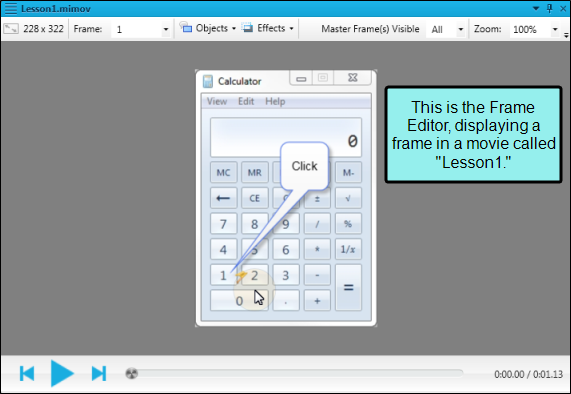 Lesson1.mimov
228 x 322 Frame: 1 Objects Effects Master Frame(s) Visible All Zoom: 100%
Calculator
View Edit Help
0
This is the Frame
Editor, displaying a
frame in a movie called
"Lesson1."
Click
MC MR M-
← CE ± √
7 8 9 / %
4 5 6 * 1/x
1 2 3 - =
0 . +
0:00.00 / 0:01.13